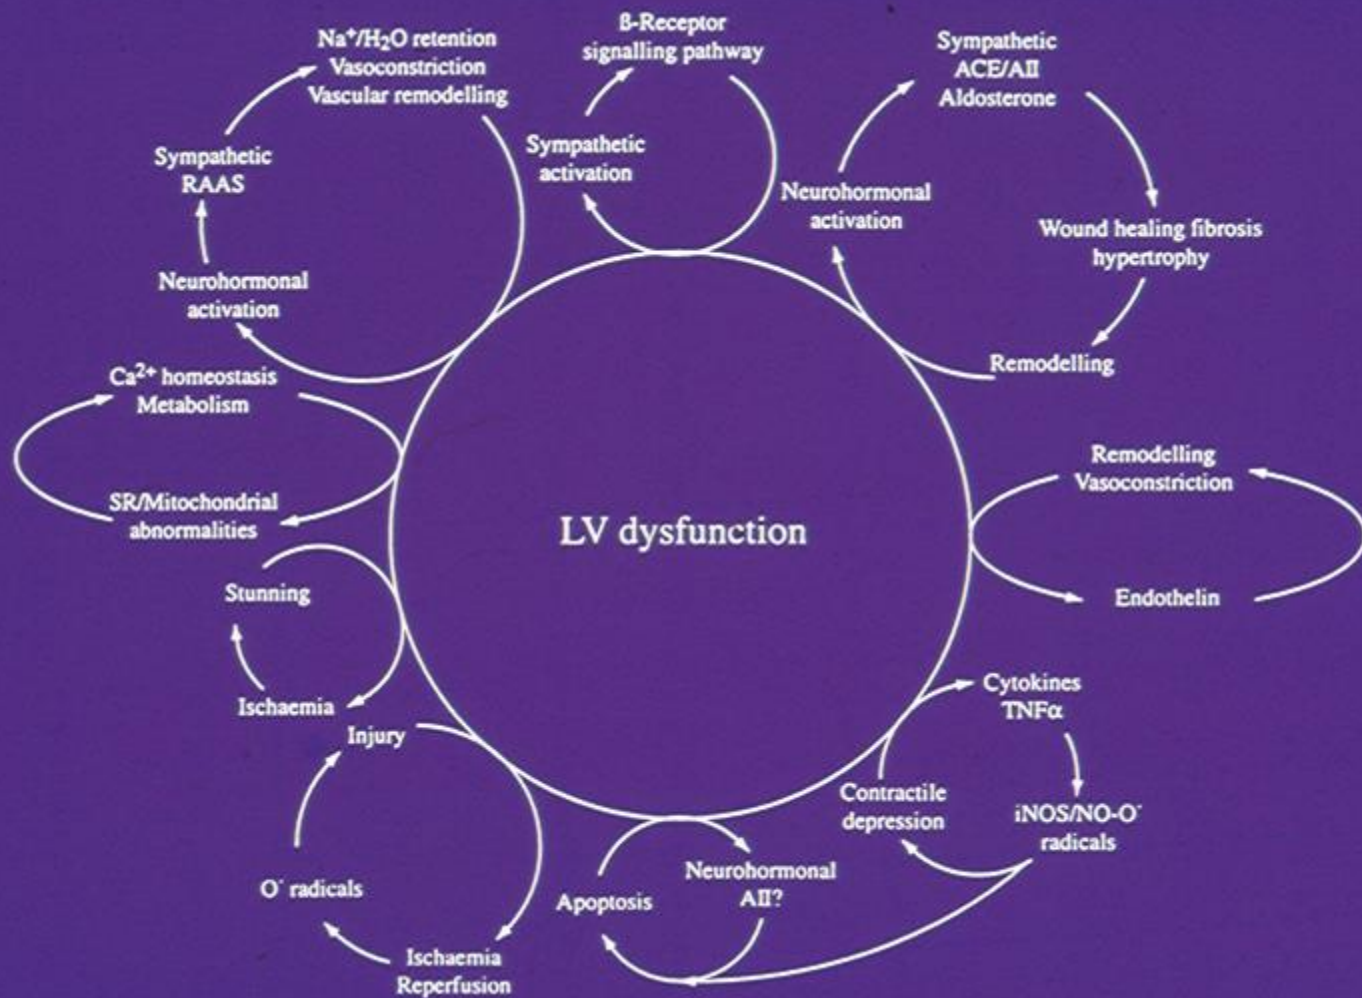 Na⁺/H₂O retention
Vasoconstriction
Vascular remodelling
Sympathetic
RAAS
Neurohormonal
activation
ß-Receptor
signalling pathway
Sympathetic
activation
Sympathetic
ACE/AII
Aldosterone
Neurohormonal
activation
Wound healing fibrosis
hypertrophy
Remodelling
Ca²⁺ homeostasis
Metabolism
SR/Mitochondrial
abnormalities
LV dysfunction
Remodelling
Vasoconstriction
Endothelin
Stunning
Ischaemia
Injury
O⁻ radicals
Ischaemia
Reperfusion
Apoptosis
Neurohormonal
AII?
Cytokines
TNFα
Contractile
depression
iNOS/NO-O⁻
radicals